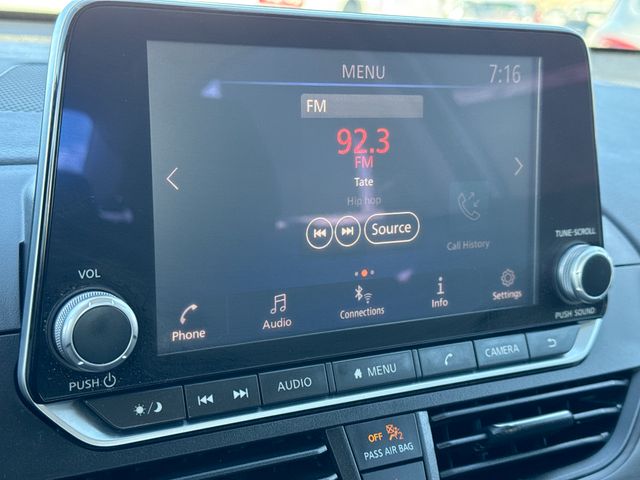 MENU
7:16
FM
92.3
FM
Tate
Hip hop
Source
Call History
Phone
Audio
Connections
Info
Settings
VOL
PUSH
TUNE-SCROLL
PUSH SOUND
AUDIO
MENU
CAMERA
OFF
2
PASS AIR BAG